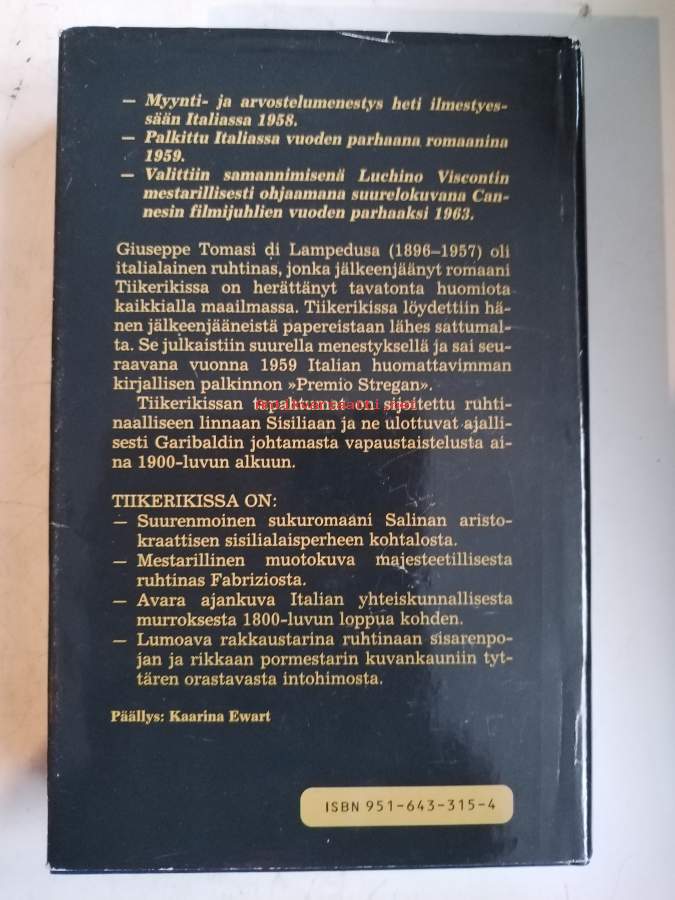 — Myynti- ja arvostelumenestys heti ilmestyes-
sään Italiassa 1958.
— Palkittu Italiassa vuoden parhaana romaanina
1959.
— Valittiin samannimisenä Luchino Viscontin
mestarillisesti ohjaamana suurelokuvana Can-
nesin filmijuhlien vuoden parhaaksi 1963.
Giuseppe Tomasi di Lampedusa (1896–1957) oli
italialainen ruhtinas, jonka jälkeenjäänyt romaani
Tiikerikissa on herättänyt tavatonta huomiota
kaikkialla maailmassa. Tiikerikissa löydettiin hä-
nen jälkeenjääneistä papereistaan lähes sattumal-
ta. Se julkaistiin suurella menestyksellä ja sai seu-
raavana vuonna 1959 Italian huomattavimman
kirjallisen palkinnon »Premio Stregan».
Tiikerikissan tapahtumat on sijoitettu ruhti-
naalliseen linnaan Sisiliaan ja ne ulottuvat ajalli-
sesti Garibaldin johtamasta vapaustaistelusta ai-
na 1900-luvun alkuun.
TIIKERIKISSA ON:
— Suurenmoinen sukuromaani Salinan aristo-
kraattisen sisilialaisperheen kohtalosta.
— Mestarillinen muotokuva majesteetillisesta
ruhtinas Fabriziosta.
— Avara ajankuva Italian yhteiskunnallisesta
murroksesta 1800-luvun loppua kohden.
— Lumoava rakkaustarina ruhtinaan sisarenpo-
jan ja rikkaan pormestarin kuvankauniin tyt-
tären orastavasta intohimosta.
Päällys: Kaarina Ewart
ISBN 951-643-315-4